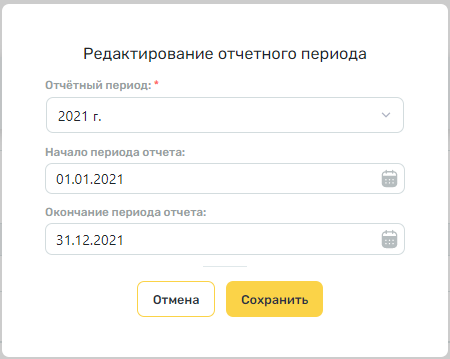 Редактирование отчетного периода
Отчётный период: *
2021 г.
Начало периода отчета:
01.01.2021
Окончание периода отчета:
31.12.2021
Отмена
Сохранить